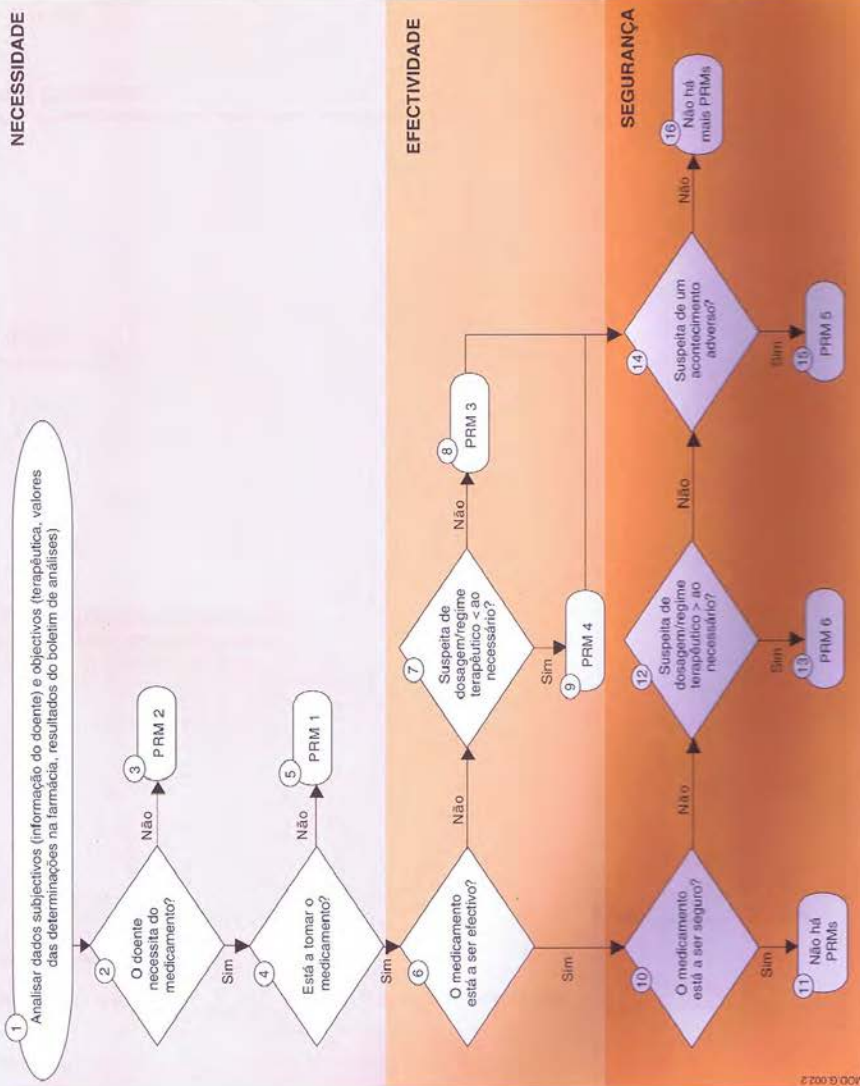 NECESSIDADE
1
Analisar dados subjectivos (informação do doente) e objectivos (terapêutica, valores
das determinações na farmácia, resultados do boletim de análises)
2
O doente
necessita do
medicamento?
Não
3
PRM 2
Sim
4
Está a tomar o
medicamento?
Não
5
PRM 1
Sim
EFECTIVIDADE
6
O medicamento
está a ser efectivo?
Não
7
Suspeita de
dosagem/regime
terapêutico < ao
necessário?
Não
8
PRM 3
Sim
9
PRM 4
Sim
SEGURANÇA
10
O medicamento
está a ser seguro?
Não
12
Suspeita de
dosagem/regime
terapêutico > ao
necessário?
Não
14
Suspeita de um
acontecimento
adverso?
Não
16
Não há
mais PRMs
Sim
11
Não há
PRMs
Sim
13
PRM 6
Sim
15
PRM 5
MOD.G.002.2